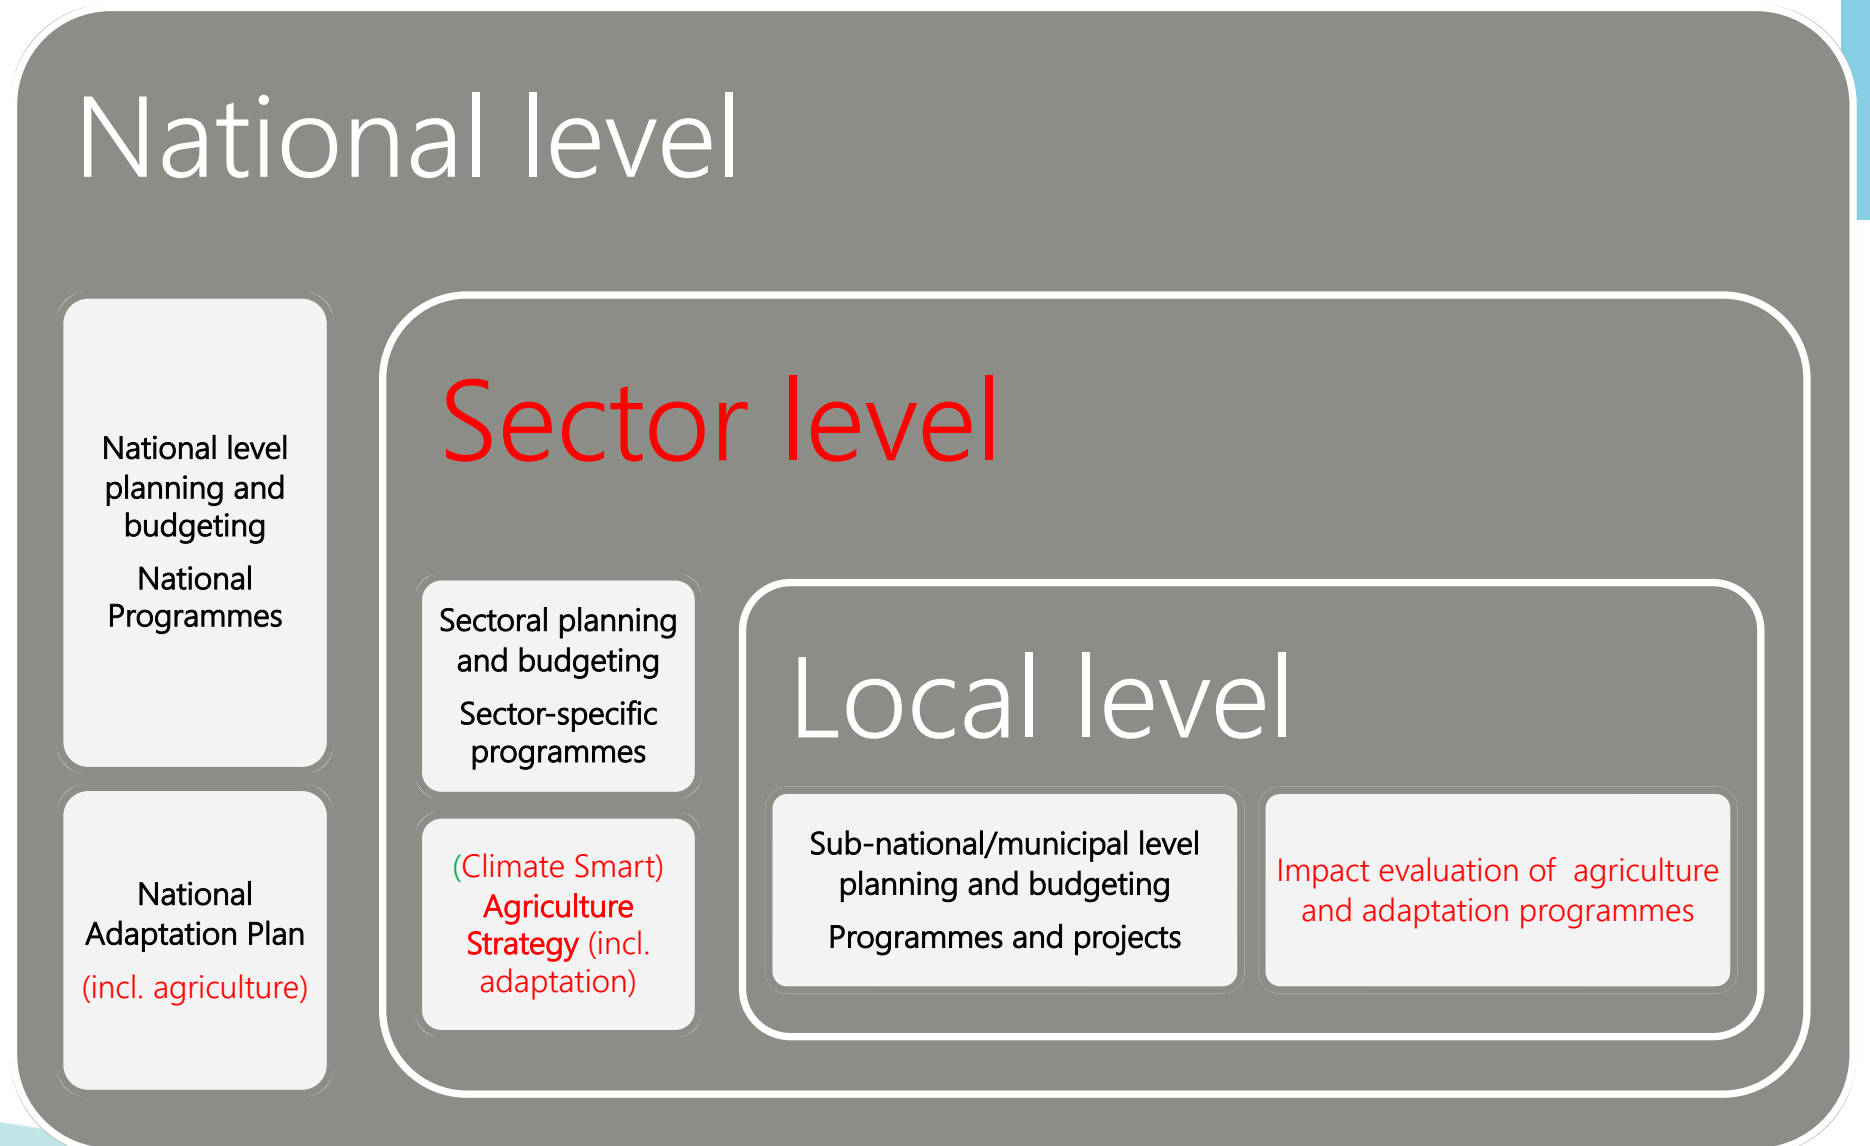 National level
National level
planning and
budgeting
National
Programmes
National
Adaptation Plan
(incl. agriculture)
Sector level
Sectoral planning
and budgeting
Sector-specific
programmes
(Climate Smart)
Agriculture
Strategy (incl.
adaptation)
Local level
Sub-national/municipal level
planning and budgeting
Programmes and projects
Impact evaluation of  agriculture
and adaptation programmes